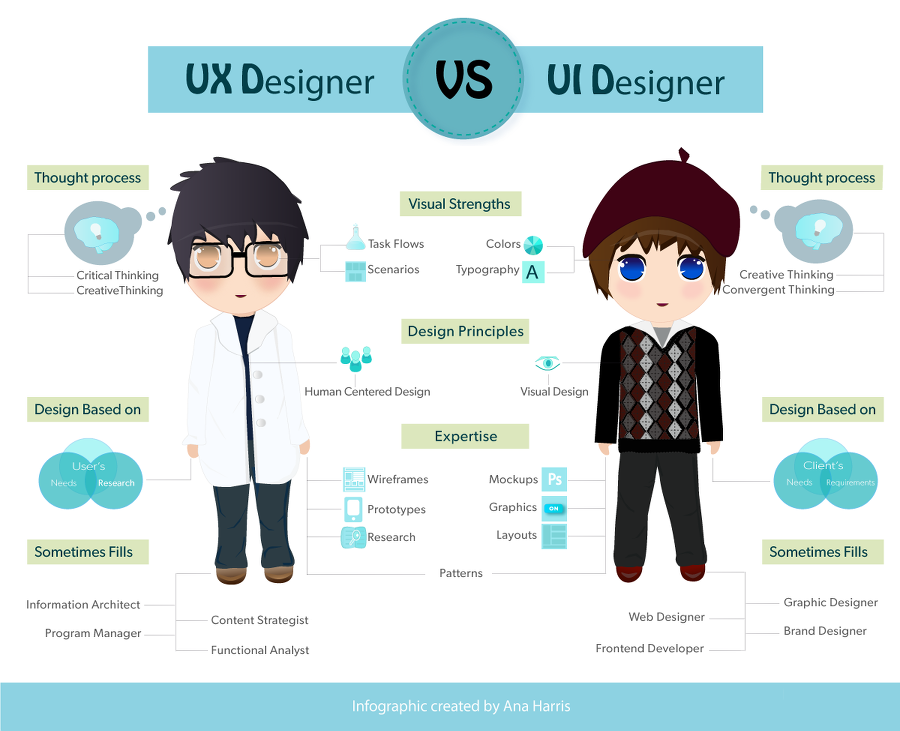 UX Designer
VS
UI Designer
Thought process
Critical Thinking
CreativeThinking
Design Based on
User's
Needs
Research
Sometimes Fills
Information Architect
Program Manager
Content Strategist
Functional Analyst
Visual Strengths
Task Flows
Scenarios
Colors
Typography
A
Design Principles
Human Centered Design
Visual Design
Expertise
Wireframes
Prototypes
Research
Mockups
Ps
Graphics
ON
Layouts
Patterns
Thought process
Creative Thinking
Convergent Thinking
Design Based on
Client's
Needs
Requirements
Sometimes Fills
Web Designer
Frontend Developer
Graphic Designer
Brand Designer
Infographic created by Ana Harris